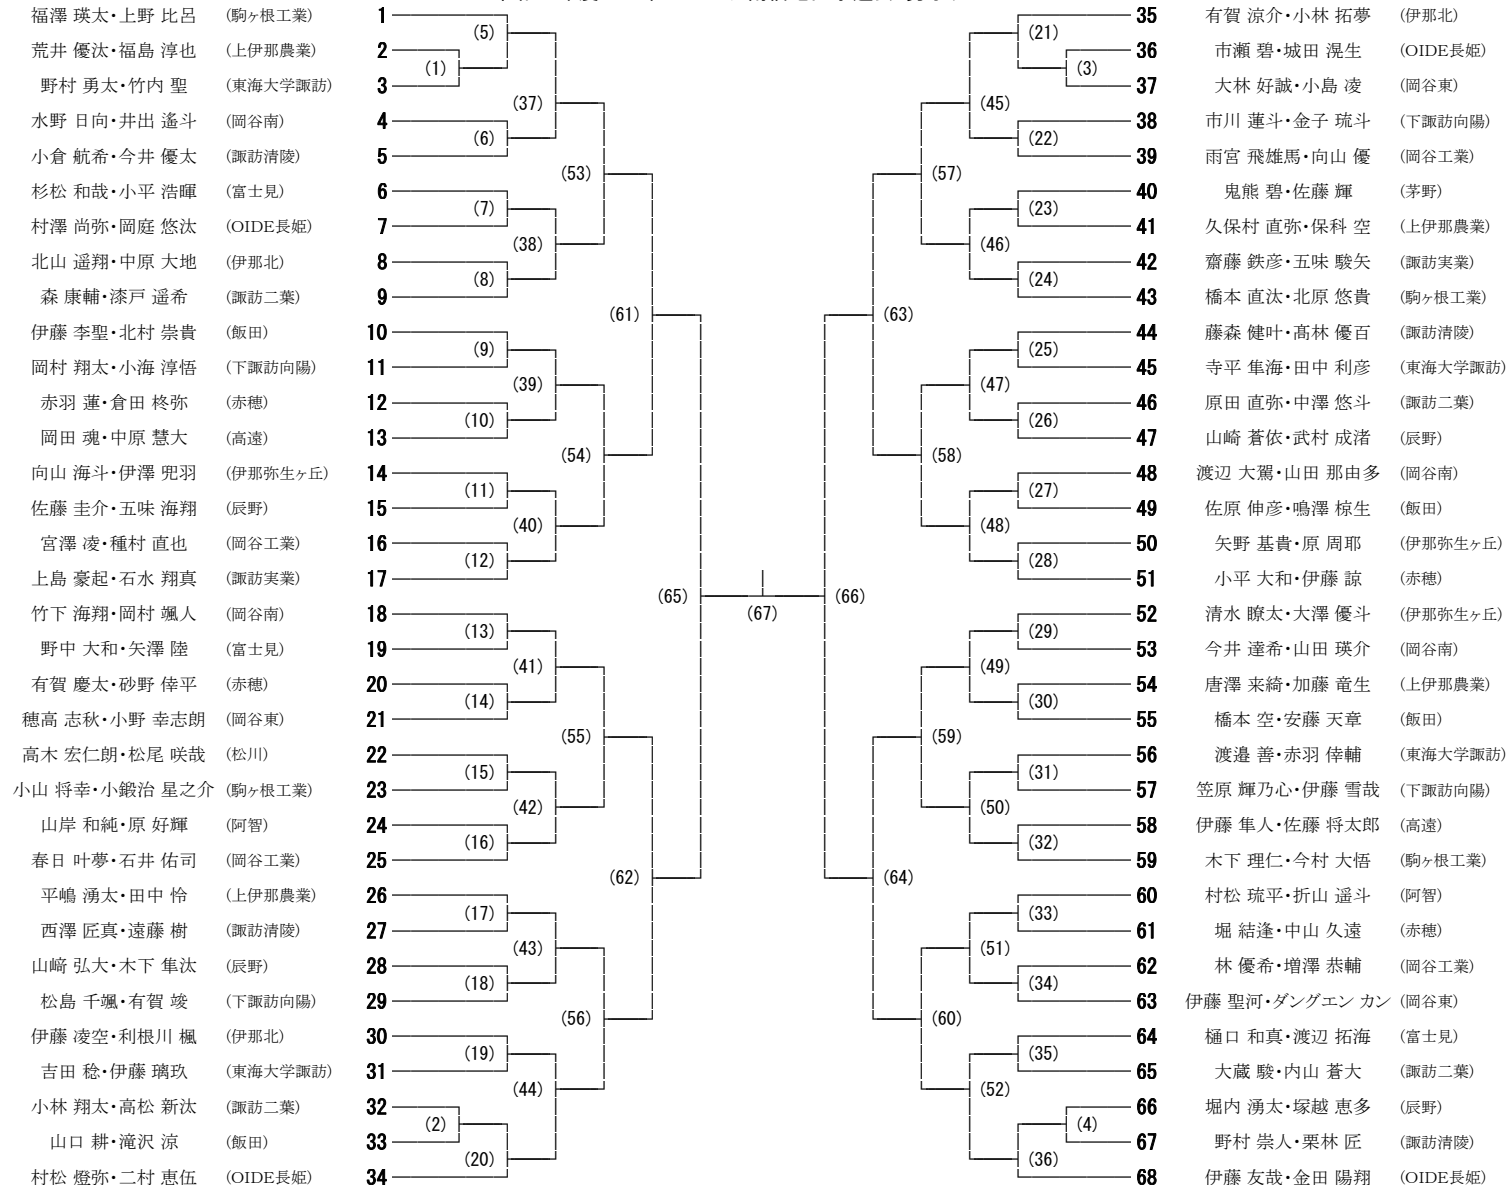 福澤 瑛太・上野 比呂 (駒ヶ根工業) 1
荒井 優汰・福島 淳也 (上伊那農業) 2
野村 勇太・竹内 聖 (東海大学諏訪) 3
水野 日向・井出 遙斗 (岡谷南) 4
小倉 航希・今井 優太 (諏訪清陵) 5
杉松 和哉・小平 浩暉 (富士見) 6
村澤 尚弥・岡庭 悠汰 (OIDE長姫) 7
北山 遥翔・中原 大地 (伊那北) 8
森 康輔・漆戸 遥希 (諏訪二葉) 9
伊藤 李聖・北村 崇貴 (飯田) 10
岡村 翔太・小海 淳悟 (下諏訪向陽) 11
赤羽 蓮・倉田 柊弥 (赤穂) 12
岡田 魂・中原 慧大 (高遠) 13
向山 海斗・伊澤 兜羽 (伊那弥生ヶ丘) 14
佐藤 圭介・五味 海翔 (辰野) 15
宮澤 凌・種村 直也 (岡谷工業) 16
上島 豪起・石水 翔真 (諏訪実業) 17
竹下 海翔・岡村 颯人 (岡谷南) 18
野中 大和・矢澤 陸 (富士見) 19
有賀 慶太・砂野 倖平 (赤穂) 20
穂高 志秋・小野 幸志朗 (岡谷東) 21
高木 宏仁朗・松尾 咲哉 (松川) 22
小山 将幸・小鍛治 星之介 (駒ヶ根工業) 23
山岸 和純・原 好輝 (阿智) 24
春日 叶夢・石井 佑司 (岡谷工業) 25
平嶋 湧太・田中 怜 (上伊那農業) 26
西澤 匠真・遠藤 樹 (諏訪清陵) 27
山﨑 弘大・木下 隼汰 (辰野) 28
松島 千颯・有賀 竣 (下諏訪向陽) 29
伊藤 凌空・利根川 楓 (伊那北) 30
吉田 稔・伊藤 璃玖 (東海大学諏訪) 31
小林 翔太・高松 新汰 (諏訪二葉) 32
山口 耕・滝沢 涼 (飯田) 33
村松 燈弥・二村 恵伍 (OIDE長姫) 34
(1)
(2)
(5)
(6)
(7)
(8)
(9)
(10)
(11)
(12)
(13)
(14)
(15)
(16)
(17)
(18)
(19)
(20)
(37)
(38)
(39)
(40)
(41)
(42)
(43)
(44)
(53)
(54)
(55)
(56)
(61)
(62)
(65)
(67)
(66)
(63)
(64)
(57)
(58)
(59)
(60)
(45)
(46)
(47)
(48)
(49)
(50)
(51)
(52)
(21)
(22)
(23)
(24)
(25)
(26)
(27)
(28)
(29)
(30)
(31)
(32)
(33)
(34)
(35)
(36)
(3)
(4)
35 有賀 涼介・小林 拓夢 (伊那北)
36 市瀬 碧・城田 滉生 (OIDE長姫)
37 大林 好誠・小島 凌 (岡谷東)
38 市川 蓮斗・金子 琉斗 (下諏訪向陽)
39 雨宮 飛雄馬・向山 優 (岡谷工業)
40 鬼熊 碧・佐藤 輝 (茅野)
41 久保村 直弥・保科 空 (上伊那農業)
42 齋藤 鉄彦・五味 駿矢 (諏訪実業)
43 橋本 直汰・北原 悠貴 (駒ヶ根工業)
44 藤森 健叶・髙林 優百 (諏訪清陵)
45 寺平 隼海・田中 利彦 (東海大学諏訪)
46 原田 直弥・中澤 悠斗 (諏訪二葉)
47 山崎 蒼依・武村 成渚 (辰野)
48 渡辺 大駕・山田 那由多 (岡谷南)
49 佐原 伸彦・鳴澤 椋生 (飯田)
50 矢野 基貴・原 周耶 (伊那弥生ヶ丘)
51 小平 大和・伊藤 諒 (赤穂)
52 清水 瞭太・大澤 優斗 (伊那弥生ヶ丘)
53 今井 達希・山田 瑛介 (岡谷南)
54 唐澤 来綺・加藤 竜生 (上伊那農業)
55 橋本 空・安藤 天章 (飯田)
56 渡邉 善・赤羽 倖輔 (東海大学諏訪)
57 笠原 輝乃心・伊藤 雪哉 (下諏訪向陽)
58 伊藤 隼人・佐藤 将太郎 (高遠)
59 木下 理仁・今村 大悟 (駒ヶ根工業)
60 村松 琉平・折山 遥斗 (阿智)
61 堀 結逢・中山 久遠 (赤穂)
62 林 優希・増澤 恭輔 (岡谷工業)
63 伊藤 聖河・ダングエン カン (岡谷東)
64 樋口 和真・渡辺 拓海 (富士見)
65 大蔵 駿・内山 蒼大 (諏訪二葉)
66 堀内 湧太・塚越 恵多 (辰野)
67 野村 崇人・栗林 匠 (諏訪清陵)
68 伊藤 友哉・金田 陽翔 (OIDE長姫)